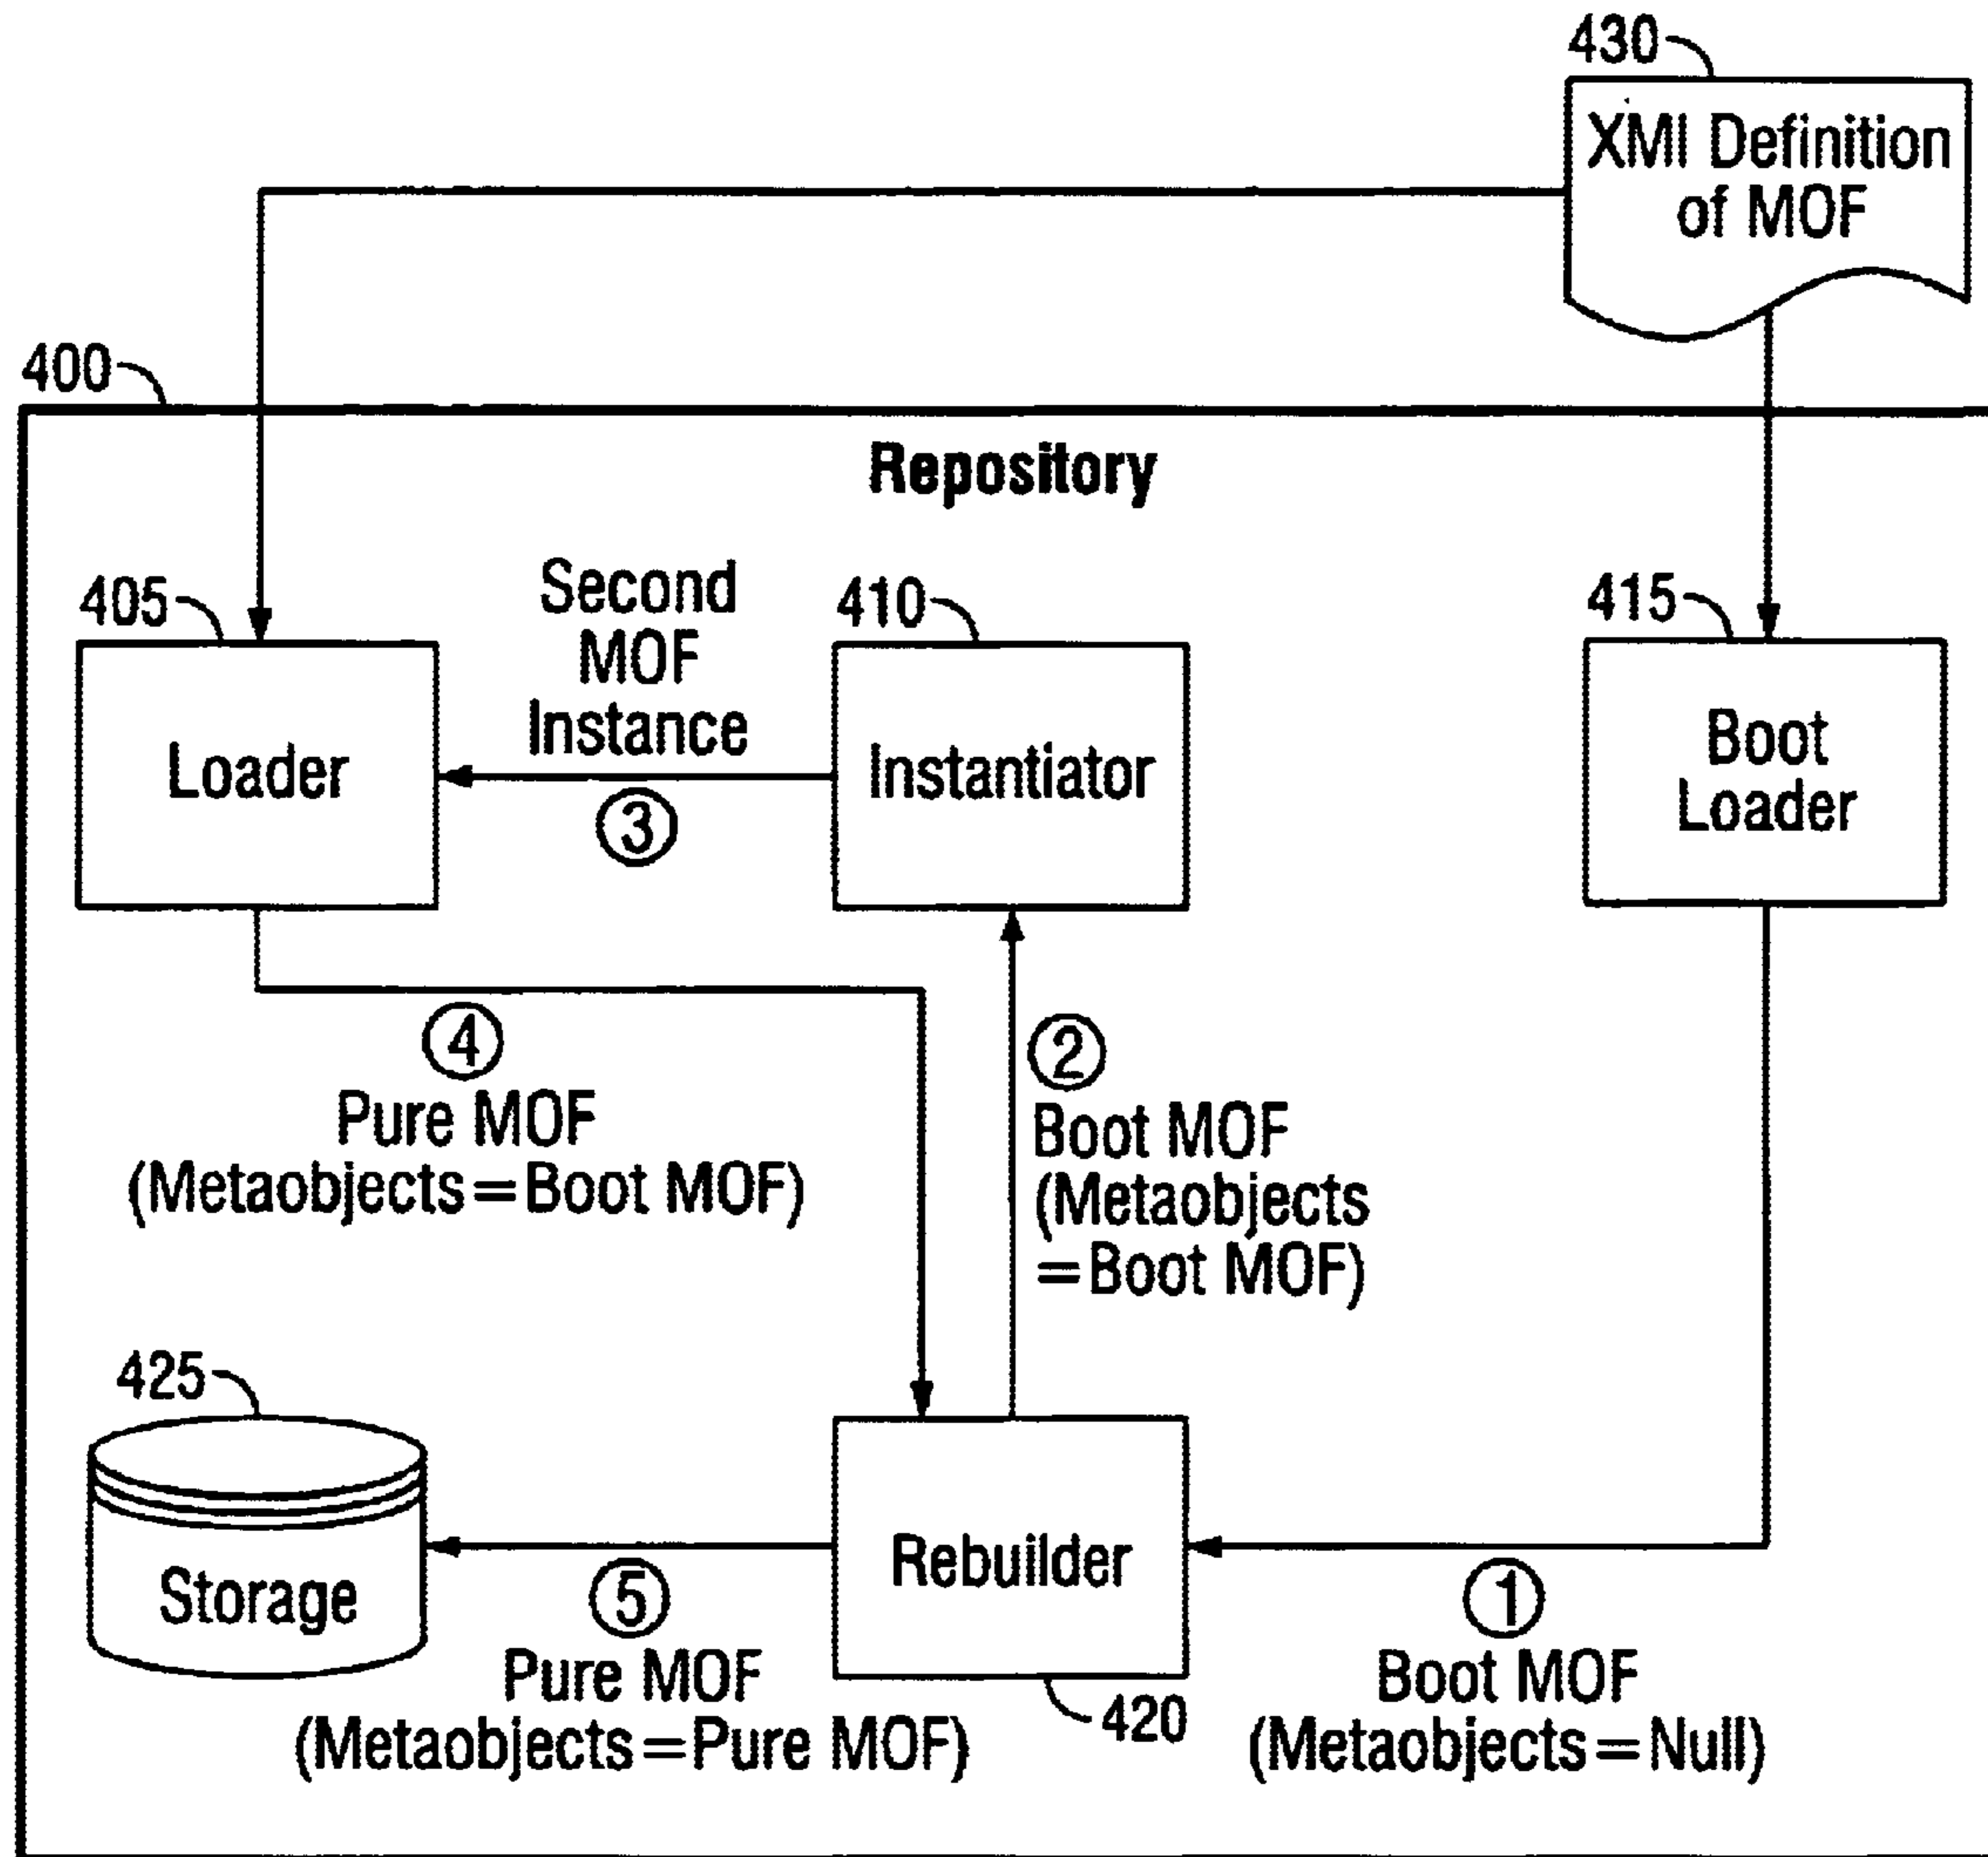 430
XMI Definition
of MOF
400
Repository
405
Second
MOF
Instance
410
415
Loader
Instantiator
Boot
Loader
3
4
Pure MOF
(Metaobjects=Boot MOF)
2
Boot MOF
(Metaobjects
=Boot MOF)
425
Storage
Rebuilder
5
Pure MOF
(Metaobjects=Pure MOF)
420
1
Boot MOF
(Metaobjects=Null)